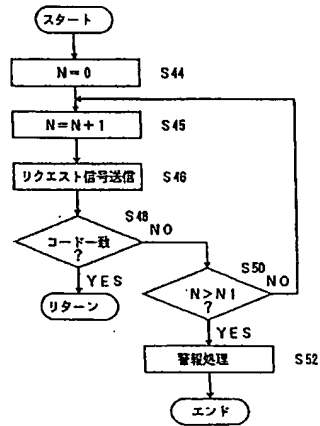 スタート
N=0 S44
N=N+1 S45
リクエスト信号送信 S46
S48
コード一致
?
NO
YES
リターン
S50
N>N1
?
NO
YES
警報処理 S52
エンド